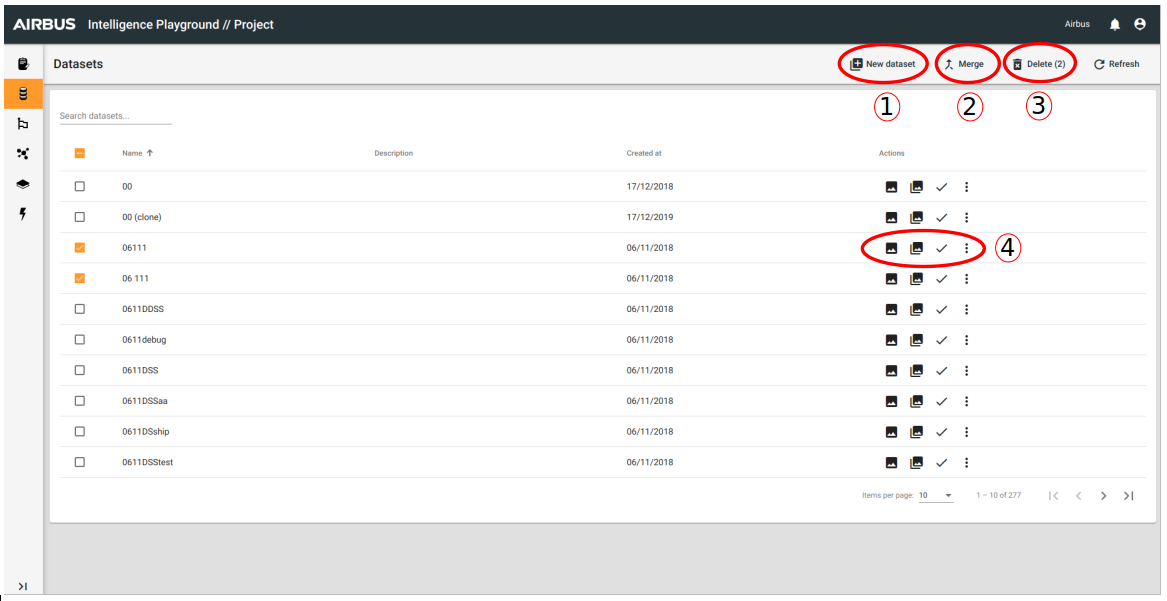 AIRBUS Intelligence Playground // Project Airbus
Datasets New dataset Merge Delete (2) Refresh
1 2 3
Search datasets...
Name Description Created at Actions
00 17/12/2018
00 (clone) 17/12/2019
06111 06/11/2018 4
06 111 06/11/2018
0611DDSS 06/11/2018
0611debug 06/11/2018
0611DSS 06/11/2018
0611DSSaa 06/11/2018
0611DSship 06/11/2018
0611DSStest 06/11/2018
Items per page: 10 1 – 10 of 277